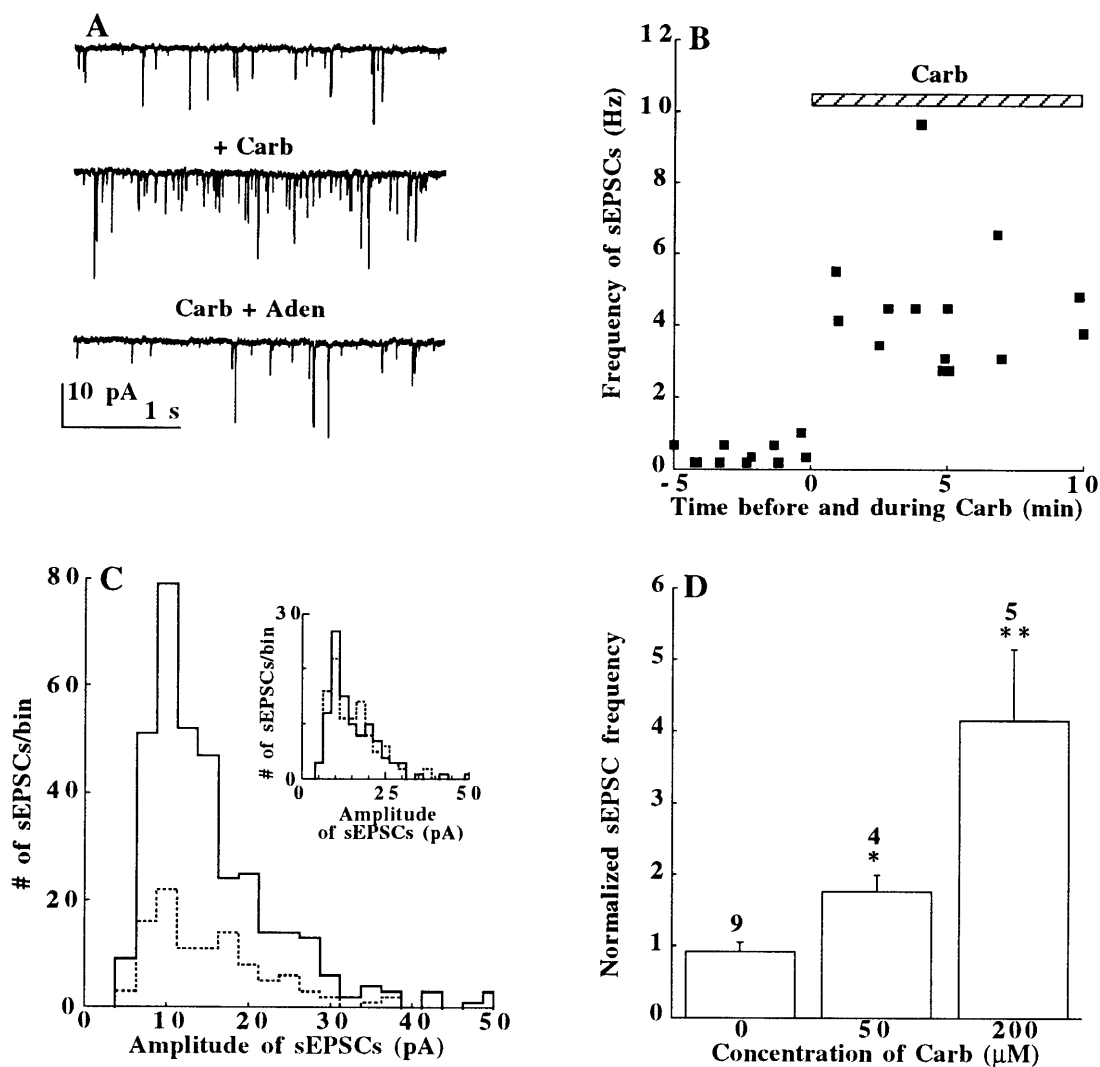 A
+ Carb
Carb + Aden
10 pA
1 s
B
Carb
12
10
8
6
4
2
0
Frequency of sEPSCs (Hz)
-5 0 5 10
Time before and during Carb (min)
C
80
60
40
20
0
# of sEPSCs/bin
0 10 20 30 40 50
Amplitude of sEPSCs (pA)
30
0
# of sEPSCs/bin
0 25 50
Amplitude
of sEPSCs (pA)
D
6
5
4
3
2
1
0
Normalized sEPSC frequency
9
4
*
5
**
0 50 200
Concentration of Carb (μM)